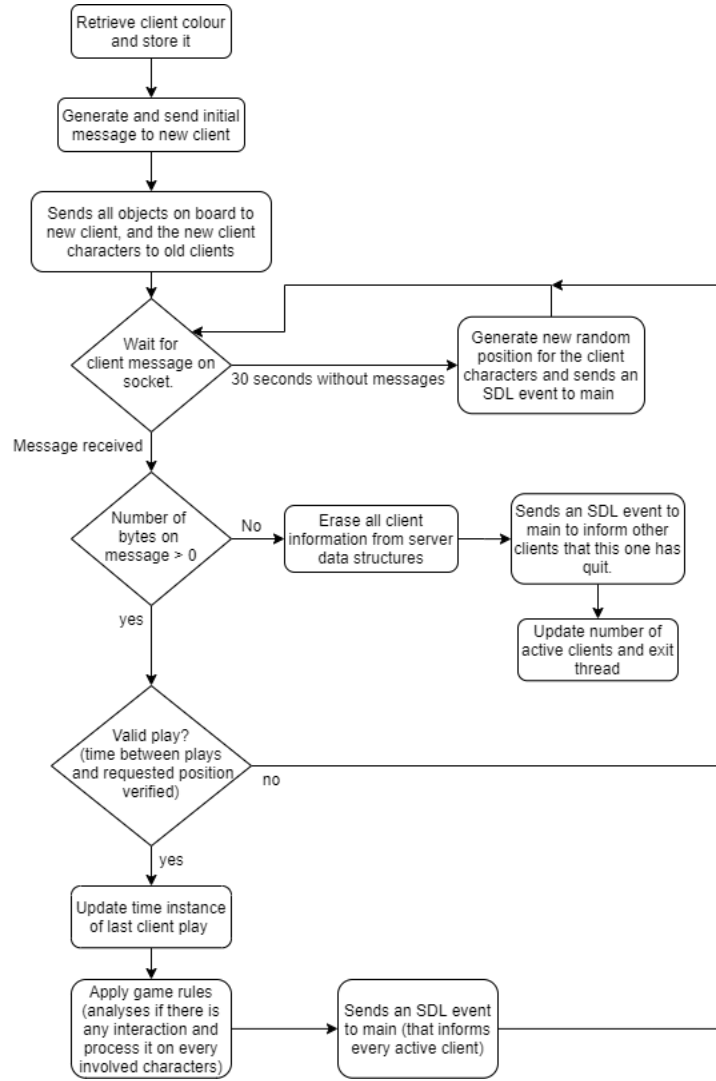 Retrieve client colour
and store it
Generate and send initial
message to new client
Sends all objects on board to
new client, and the new client
characters to old clients
Wait for
client message on
socket.
30 seconds without messages
Generate new random
position for the client
characters and sends an
SDL event to main
Message received
Number of
bytes on
message > 0
No
Erase all client
information from server
data structures
Sends an SDL event to
main to inform other
clients that this one has
quit.
Update number of
active clients and exit
thread
yes
Valid play?
(time between plays
and requested position
verified)
no
yes
Update time instance
of last client play
Apply game rules
(analyses if there is
any interaction and
process it on every
involved characters)
Sends an SDL event
to main (that informs
every active client)